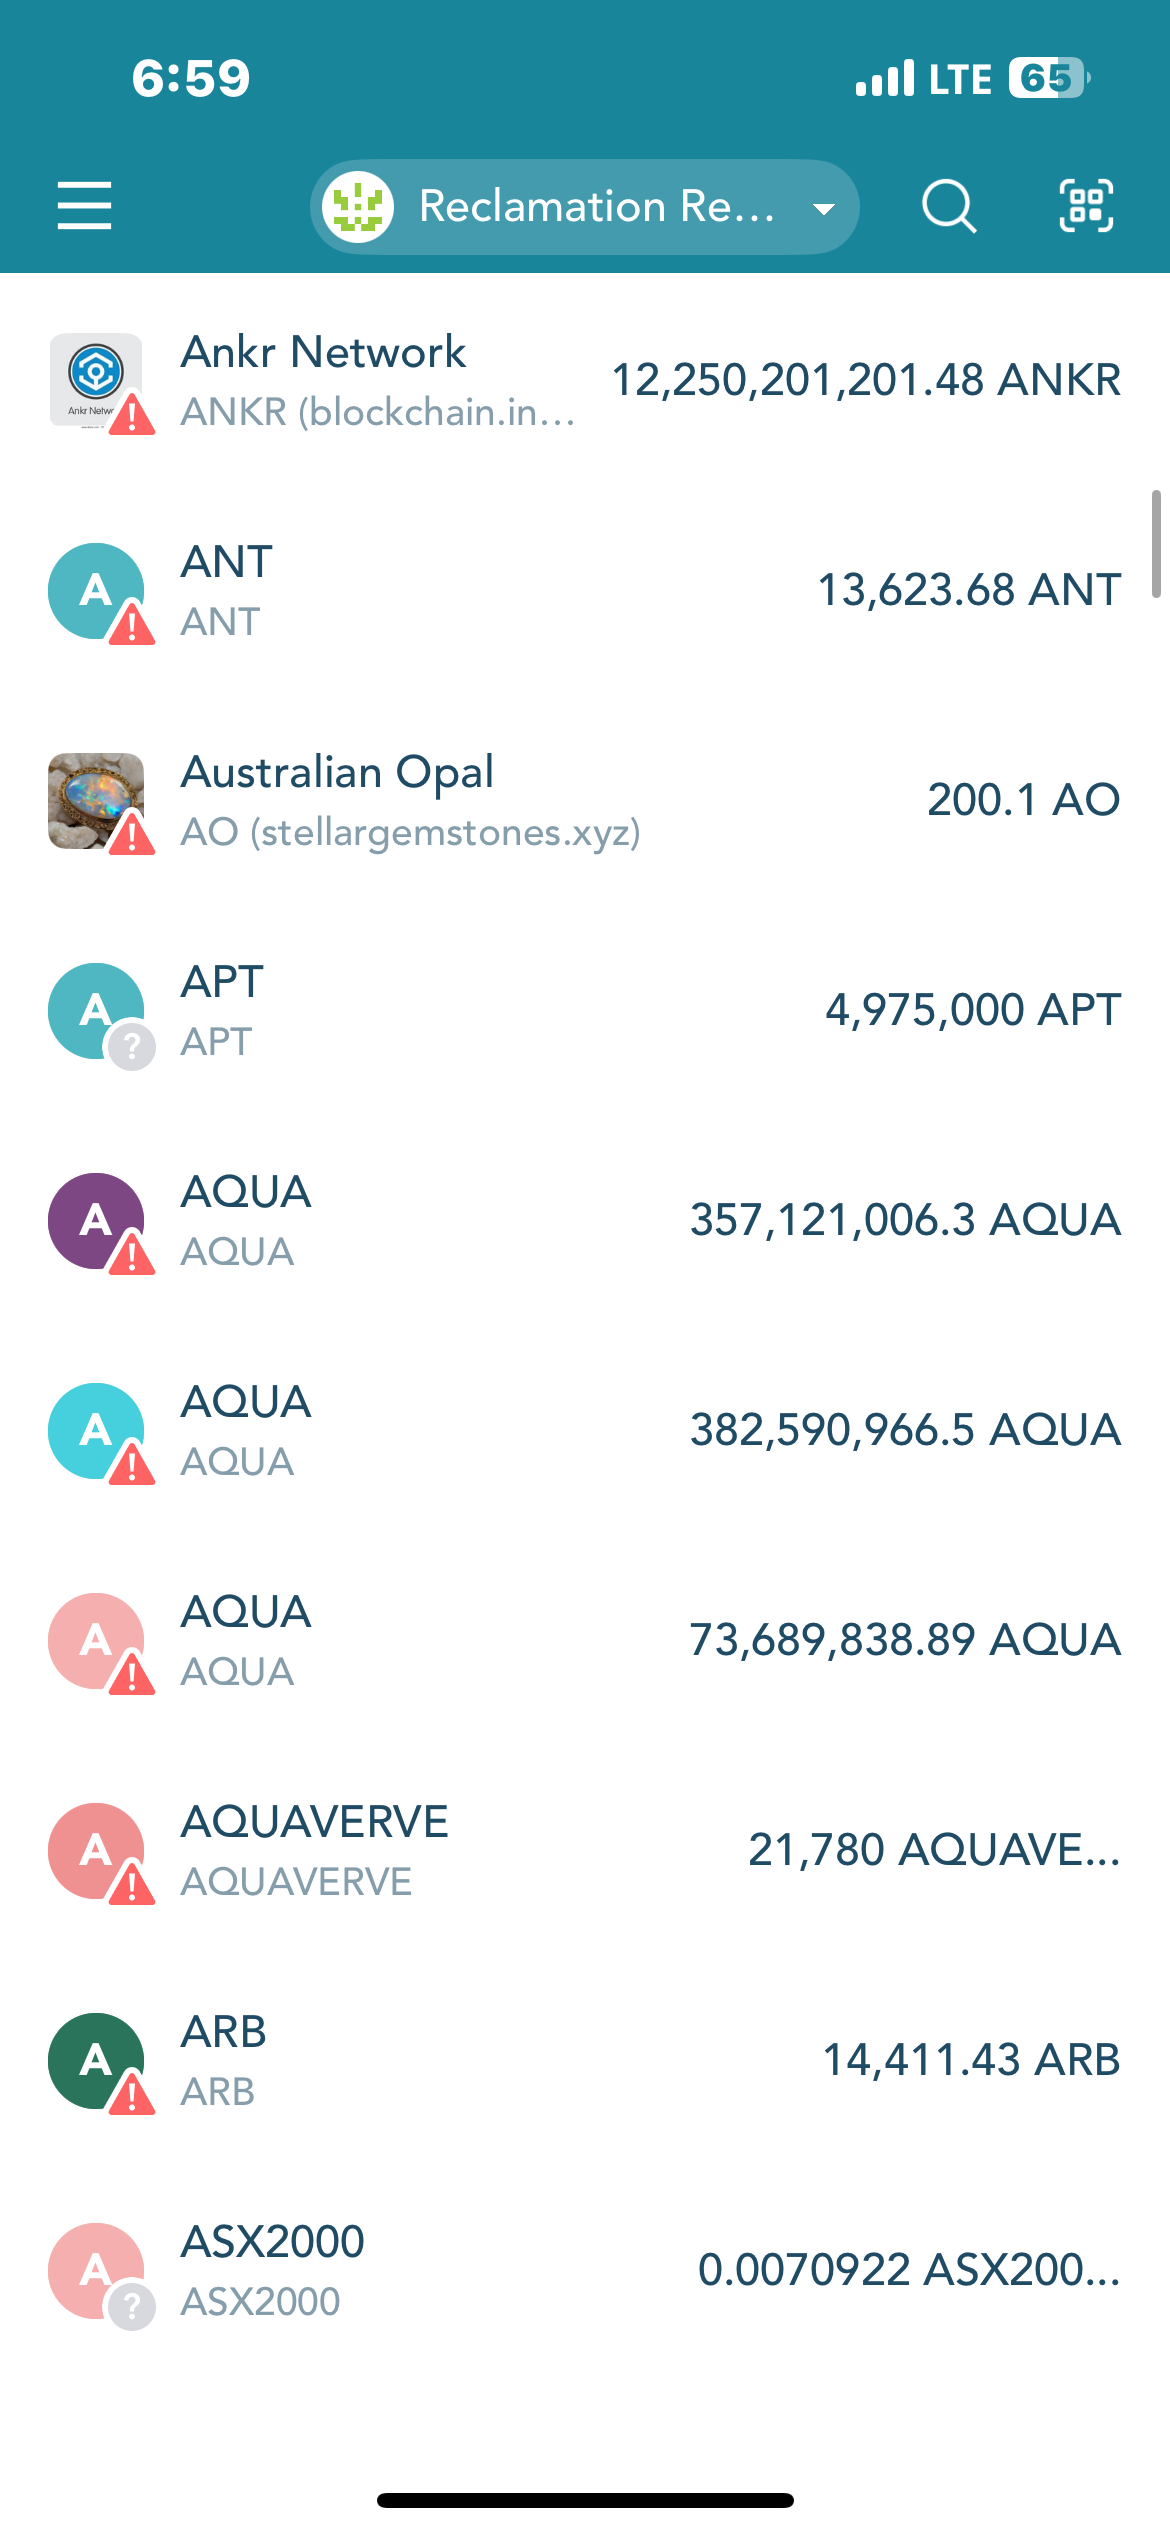 6:59
LTE 65
Reclamation Re...
Ankr Network
12,250,201,201.48 ANKR
ANKR (blockchain.in...
A
ANT
13,623.68 ANT
ANT
Australian Opal
200.1 AO
AO (stellargemstones.xyz)
A
APT
4,975,000 APT
?
APT
A
AQUA
357,121,006.3 AQUA
AQUA
A
AQUA
382,590,966.5 AQUA
AQUA
A
AQUA
73,689,838.89 AQUA
AQUA
A
AQUAVERVE
21,780 AQUAVE...
AQUAVERVE
A
ARB
14,411.43 ARB
ARB
A
ASX2000
0.0070922 ASX200...
?
ASX2000